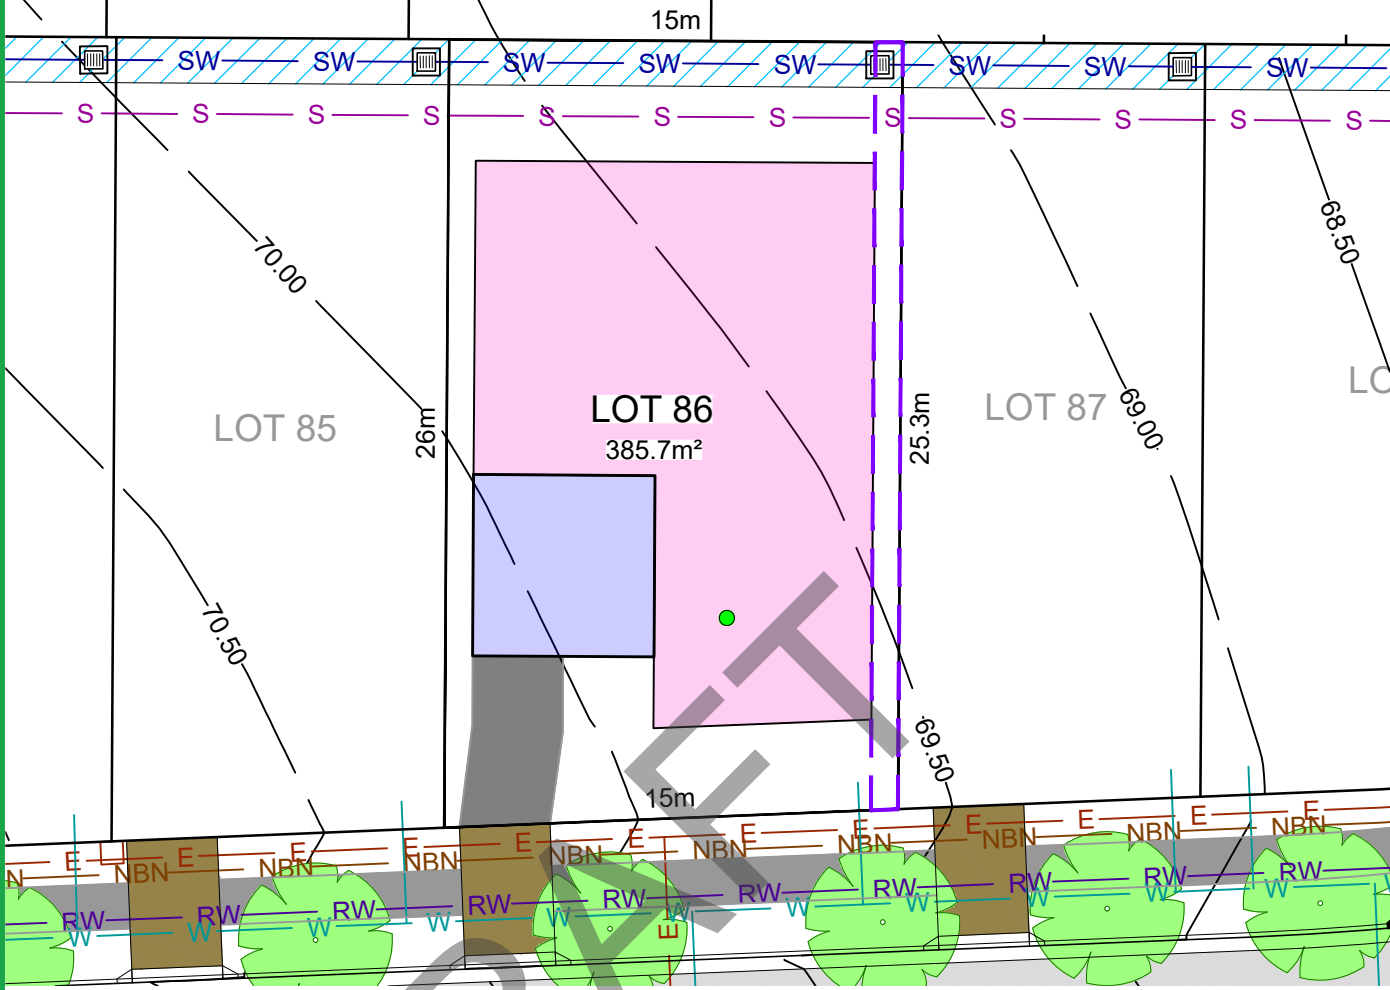 15m
SW SW SW SW SW SW SW SW
S S S S S S S S S S S S
70.00
68.50
LOT 85
26m
LOT 86
385.7m²
25.3m
LOT 87
69.00
LO
70.50
69.50
15m
E E E E E E E E E E E E
N NBN NBN NBN NBN NBN NBN NBN NBN NBN
RW RW RW RW RW RW RW RW RW RW
W W W W W W W W W W W
E
RAFT